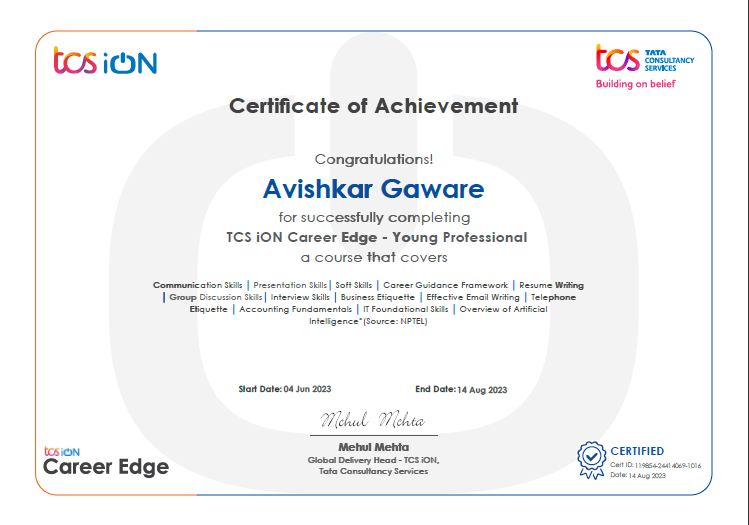 tcs iON
tcs TATA
CONSULTANCY
SERVICES
Building on belief
Certificate of Achievement
Congratulations!
Avishkar Gaware
for successfully completing
TCS iON Career Edge - Young Professional
a course that covers
Communication Skills | Presentation Skills | Soft Skills | Career Guidance Framework | Resume Writing
| Group Discussion Skills | Interview Skills | Business Etiquette | Effective Email Writing | Telephone
Etiquette | Accounting Fundamentals | IT Foundational Skills | Overview of Artificial
Intelligence* (Source: NPTEL)
Start Date: 04 Jun 2023 End Date: 14 Aug 2023
Mehul Mehta
Mehul Mehta
Global Delivery Head - TCS iON,
Tata Consultancy Services
tcs iON
Career Edge
CERTIFIED
Cert ID: 119854-24414069-1016
Date: 14 Aug 2023